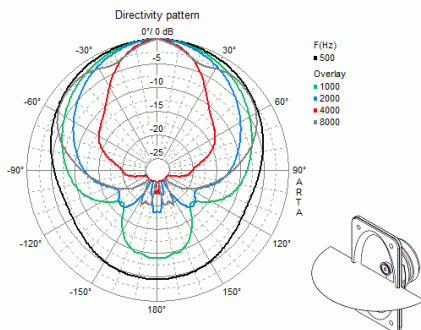 Directivity pattern
0°/ 0 dB
-30°
30°
F(Hz)
500
Overlay
1000
2000
4000
8000
-5
-10
-15
-20
-25
-60°
60°
-90°
90°
A
R
T
A
-120°
120°
-150°
150°
180°